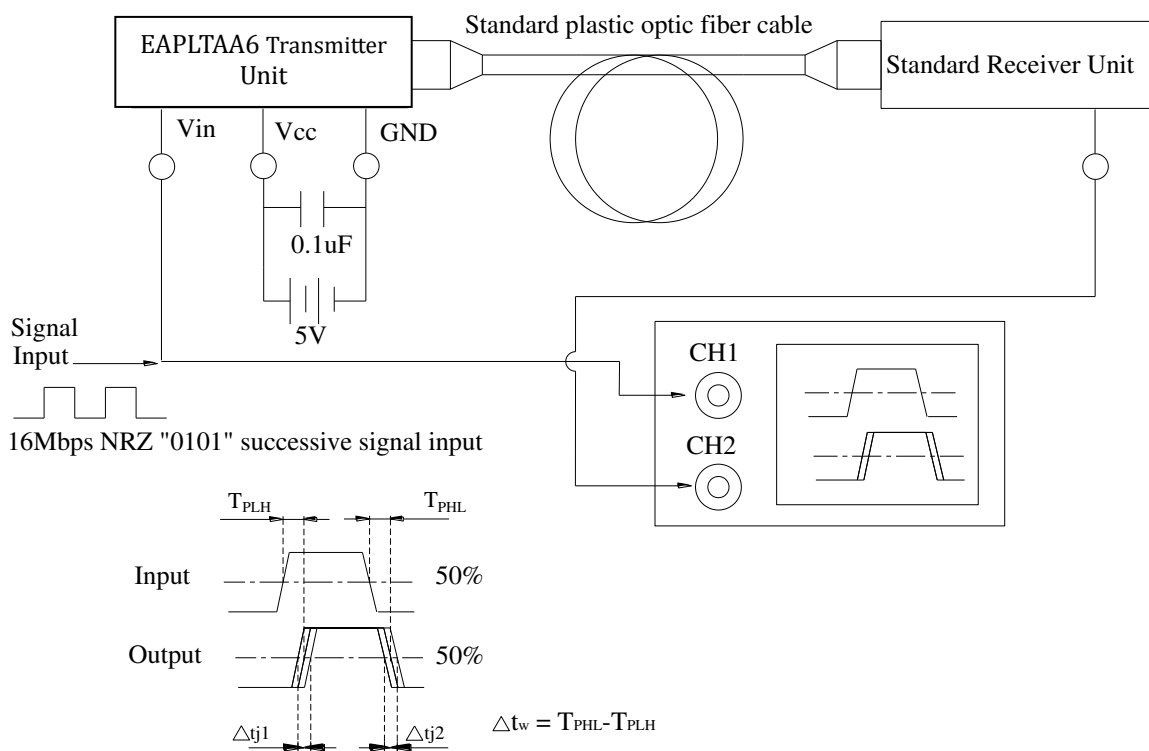 Standard plastic optic fiber cable
EAPLTAA6 Transmitter
Unit
Standard Receiver Unit
Vin
Vcc
GND
0.1uF
5V
Signal
Input
16Mbps NRZ "0101" successive signal input
CH1
CH2
TPLH
TPHL
Input
50%
Output
50%
△tj1
△tj2
△tw = TPHL-TPLH